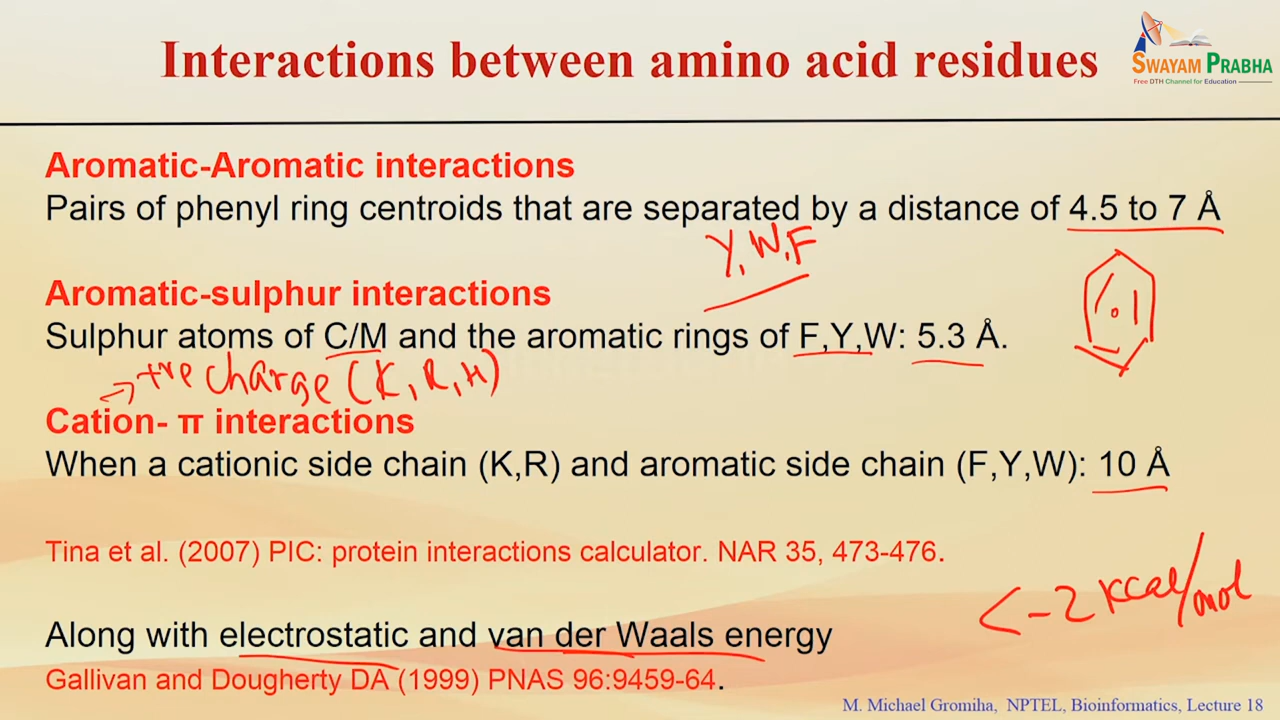 Interactions between amino acid residues
SWAYAM PRABHA
Free DTH Channel for Education
Aromatic-Aromatic interactions
Pairs of phenyl ring centroids that are separated by a distance of 4.5 to 7 Å
Y, W, F
Aromatic-sulphur interactions
Sulphur atoms of C/M and the aromatic rings of F,Y,W: 5.3 Å.
+ve charge (K, R, H)
Cation- π interactions
When a cationic side chain (K,R) and aromatic side chain (F,Y,W): 10 Å
Tina et al. (2007) PIC: protein interactions calculator. NAR 35, 473-476.
< -2 kcal/mol
Along with electrostatic and van der Waals energy
Gallivan and Dougherty DA (1999) PNAS 96:9459-64.
M. Michael Gromiha, NPTEL, Bioinformatics, Lecture 18